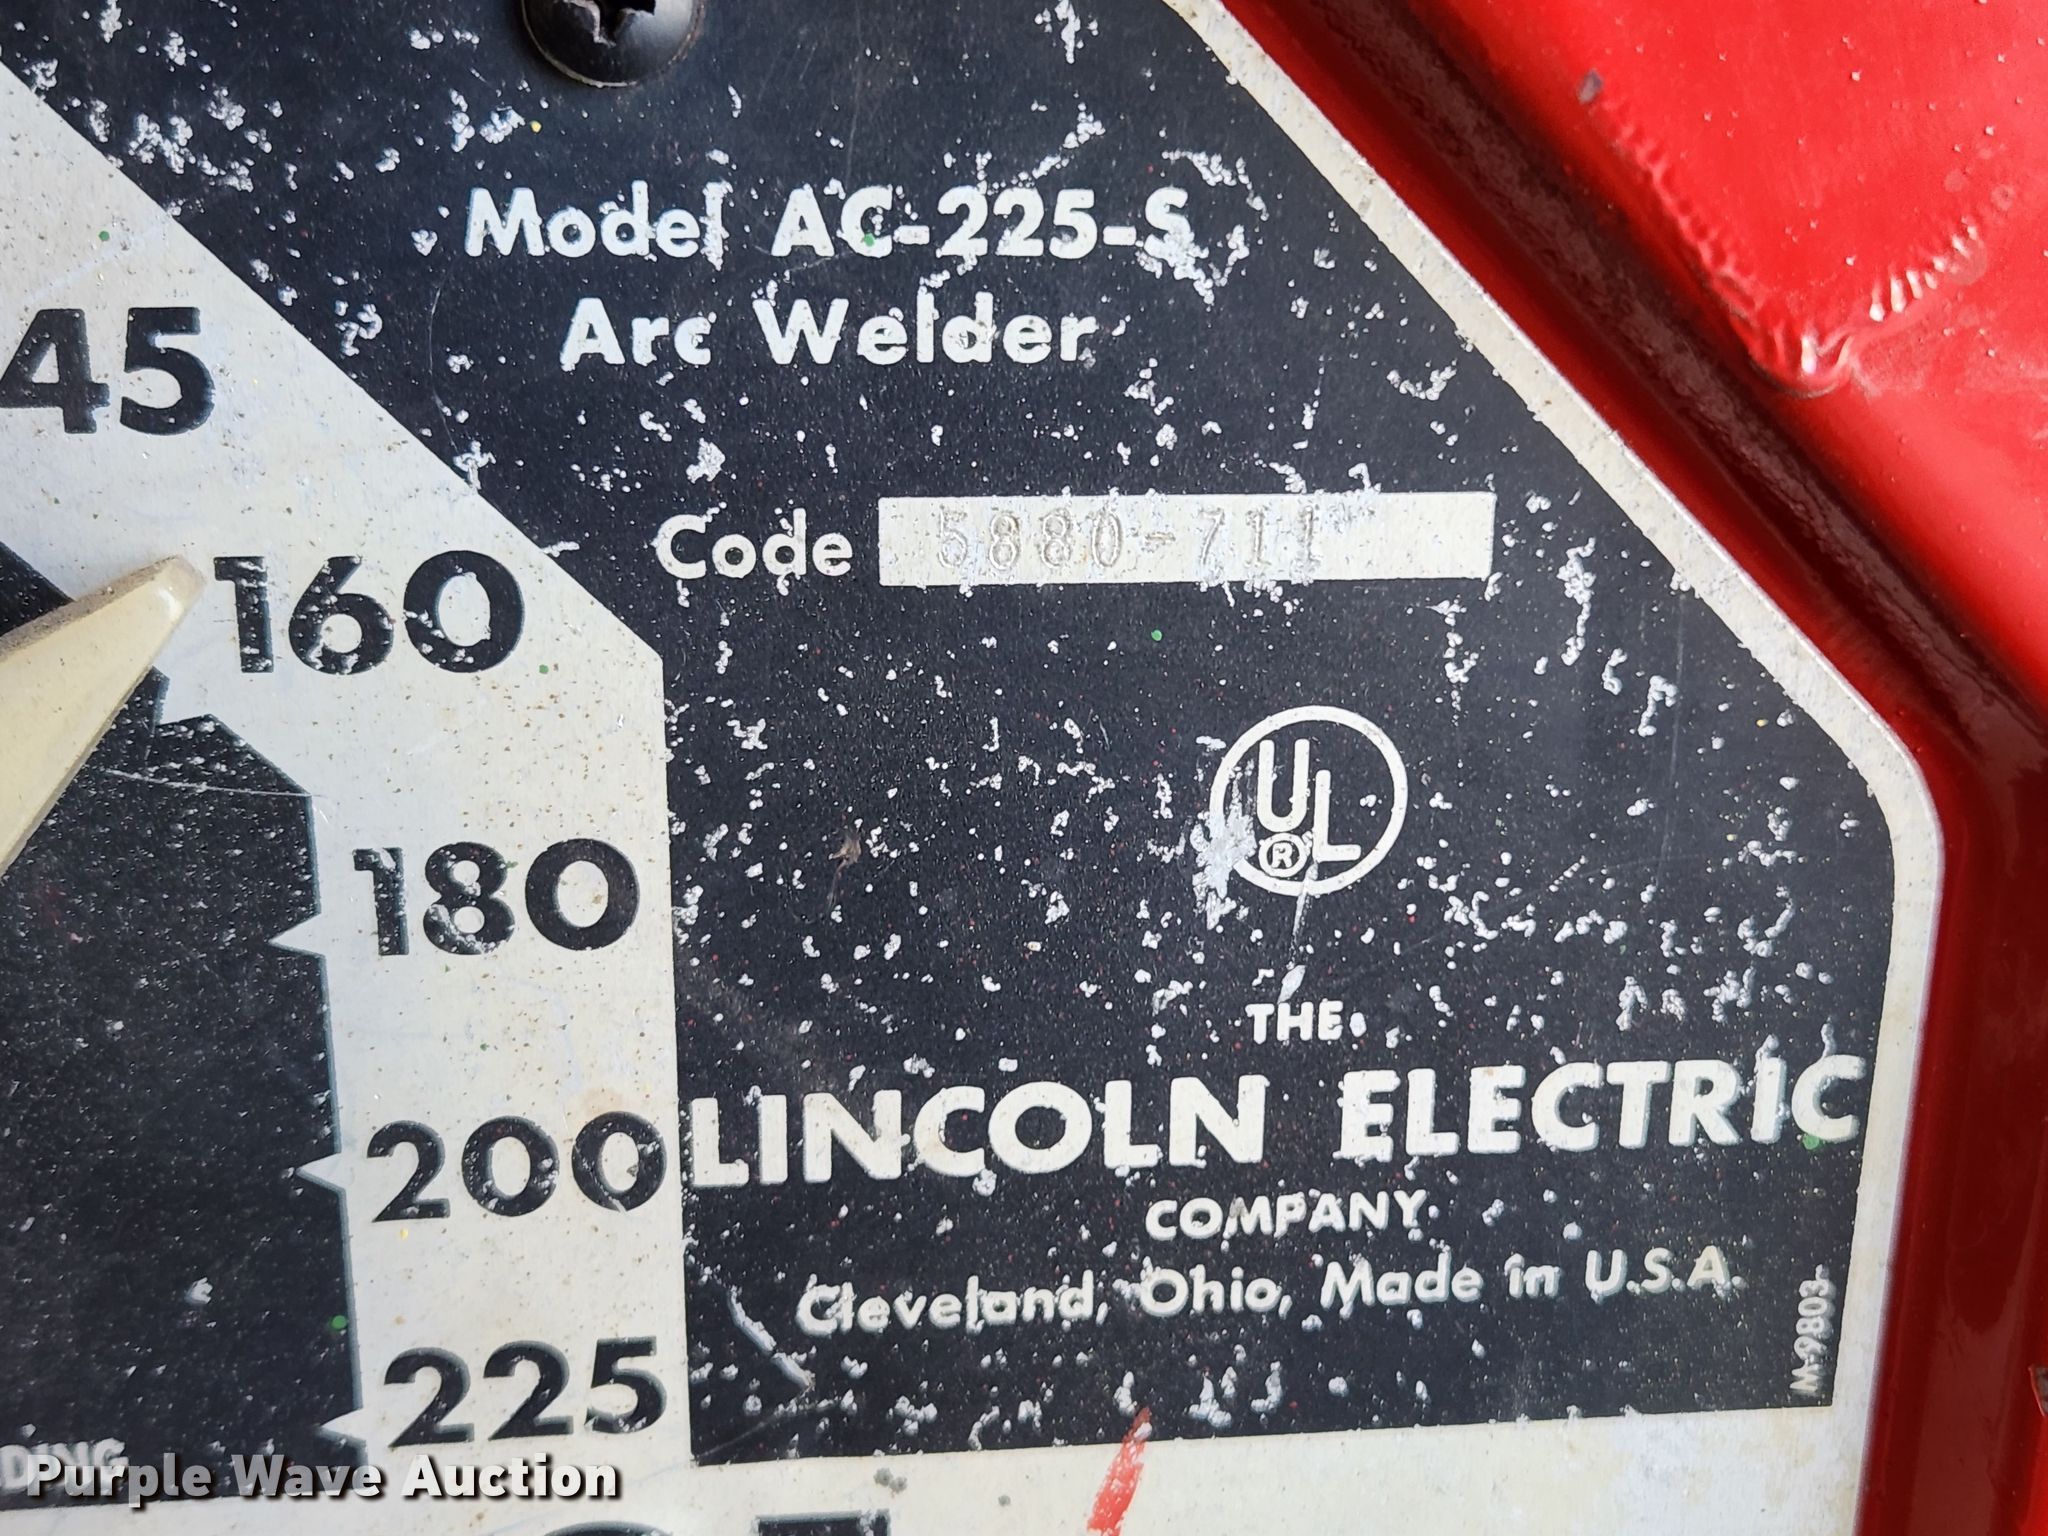 Model AC-225-S
Arc Welder
45
Code 5880-711
160
UL
®
180
THE
LINCOLN ELECTRIC
COMPANY
200
Cleveland, Ohio, Made in U.S.A.
M-9803-
225
Purple Wave Auction